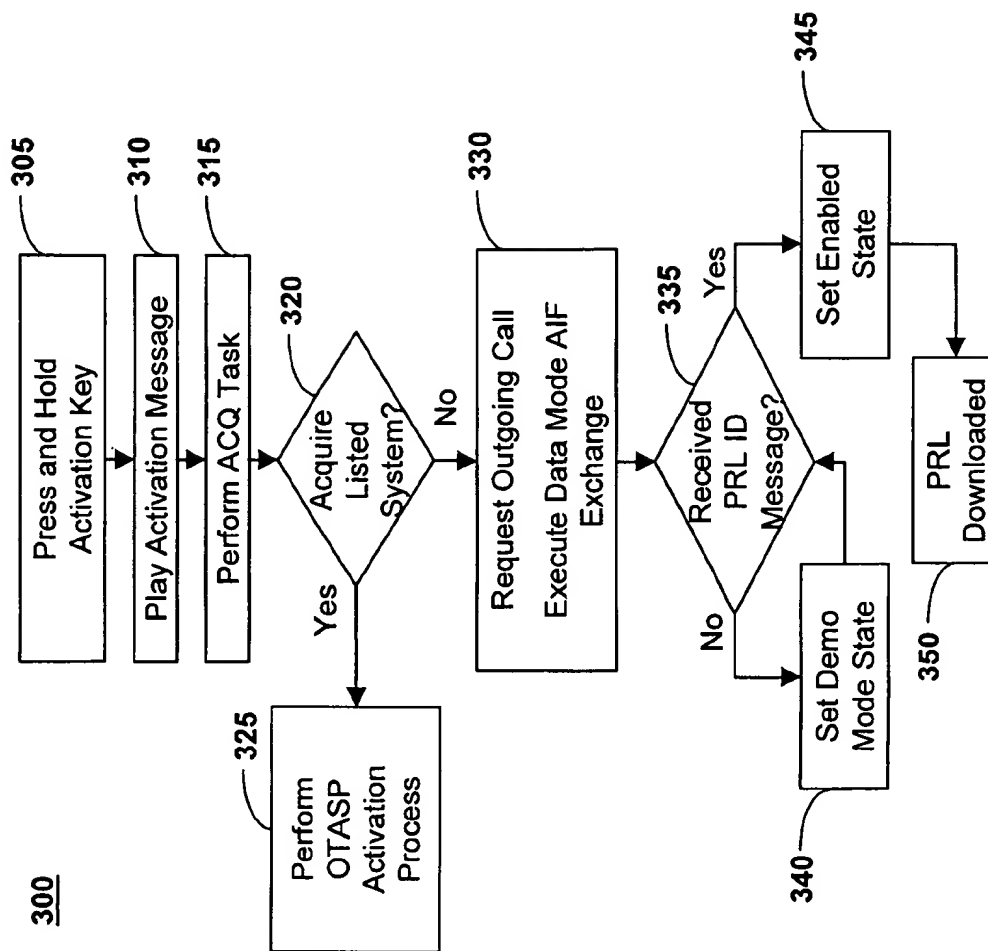 300
305
Press and Hold
Activation Key
310
Play Activation Message
315
Perform ACQ Task
320
Acquire
Listed
System?
Yes
No
325
Perform
OTASP
Activation
Process
330
Request Outgoing Call
Execute Data Mode AIF
Exchange
335
Received
PRL ID
Message?
No
Yes
340
Set Demo
Mode State
345
Set Enabled
State
350
PRL
Downloaded